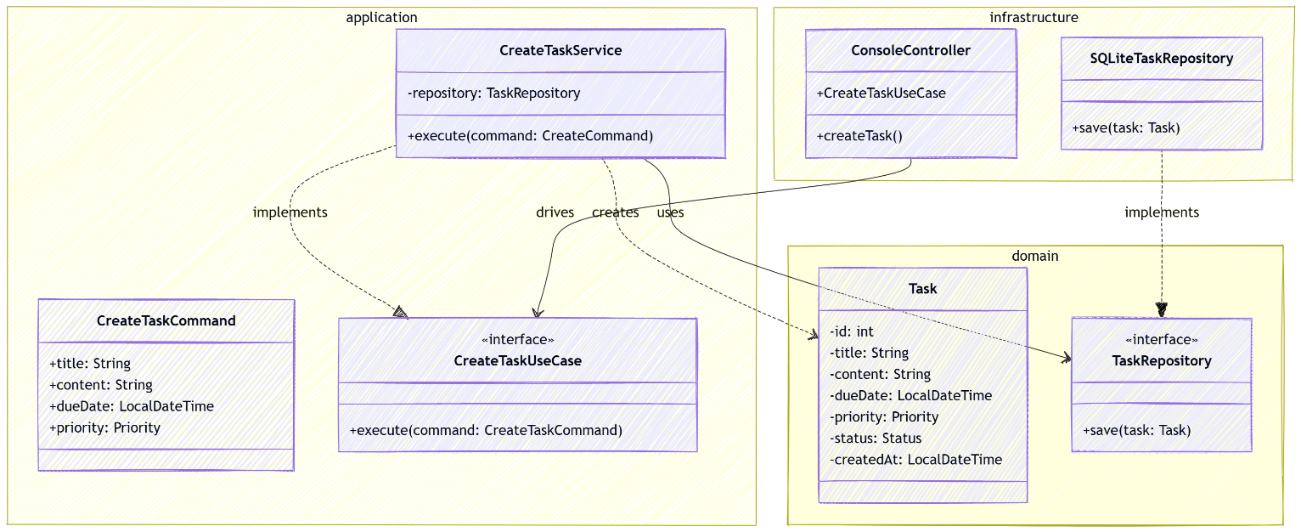 application
CreateTaskService
-repository: TaskRepository
+execute(command: CreateCommand)
implements
creates
uses
CreateTaskCommand
+title: String
+content: String
+dueDate: LocalDateTime
+priority: Priority
«interface»
CreateTaskUseCase
+execute(command: CreateTaskCommand)
infrastructure
ConsoleController
+CreateTaskUseCase
+createTask()
drives
SQLiteTaskRepository
+save(task: Task)
implements
domain
Task
-id: int
-title: String
-content: String
-dueDate: LocalDateTime
-priority: Priority
-status: Status
-createdAt: LocalDateTime
«interface»
TaskRepository
+save(task: Task)